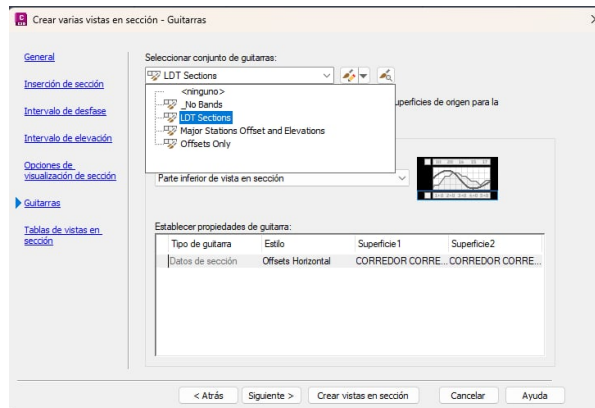 Crear varias vistas en sección - Guitarras
General
Inserción de sección
Intervalo de desfase
Intervalo de elevación
Opciones de
visualización de sección
Guitarras
Tablas de vistas en
sección
Seleccionar conjunto de guitarras:
LDT Sections
<ninguno>
_No Bands
LDT Sections
Major Stations Offset and Elevations
Offsets Only
uperficies de origen para la
Parte inferior de vista en sección
Establecer propiedades de guitarra:
Tipo de guitarra Estilo Superficie1 Superficie2
Datos de sección Offsets Horizontal CORREDOR CORRE... CORREDOR CORRE...
< Atrás Siguiente > Crear vistas en sección Cancelar Ayuda